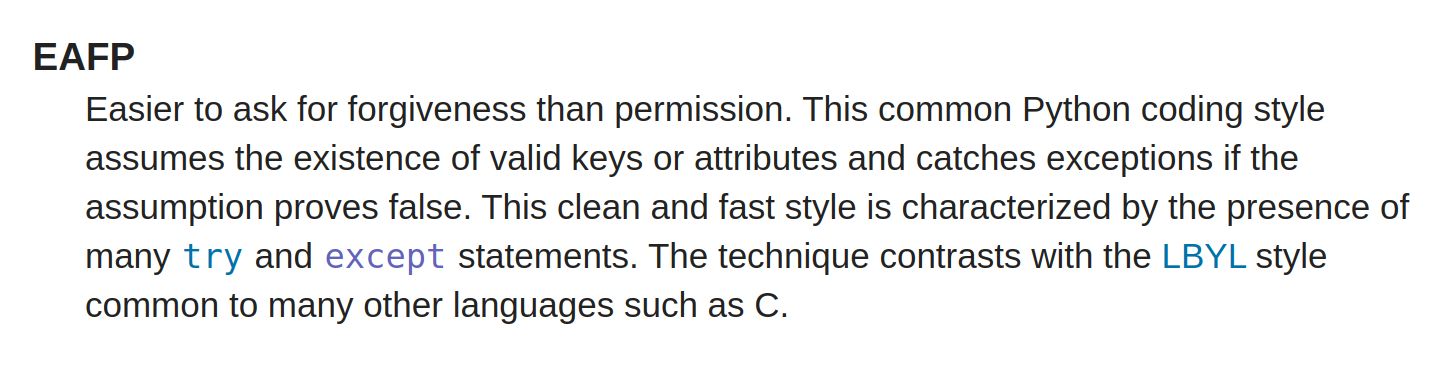 EAFP
Easier to ask for forgiveness than permission. This common Python coding style
assumes the existence of valid keys or attributes and catches exceptions if the
assumption proves false. This clean and fast style is characterized by the presence of
many try and except statements. The technique contrasts with the LBYL style
common to many other languages such as C.